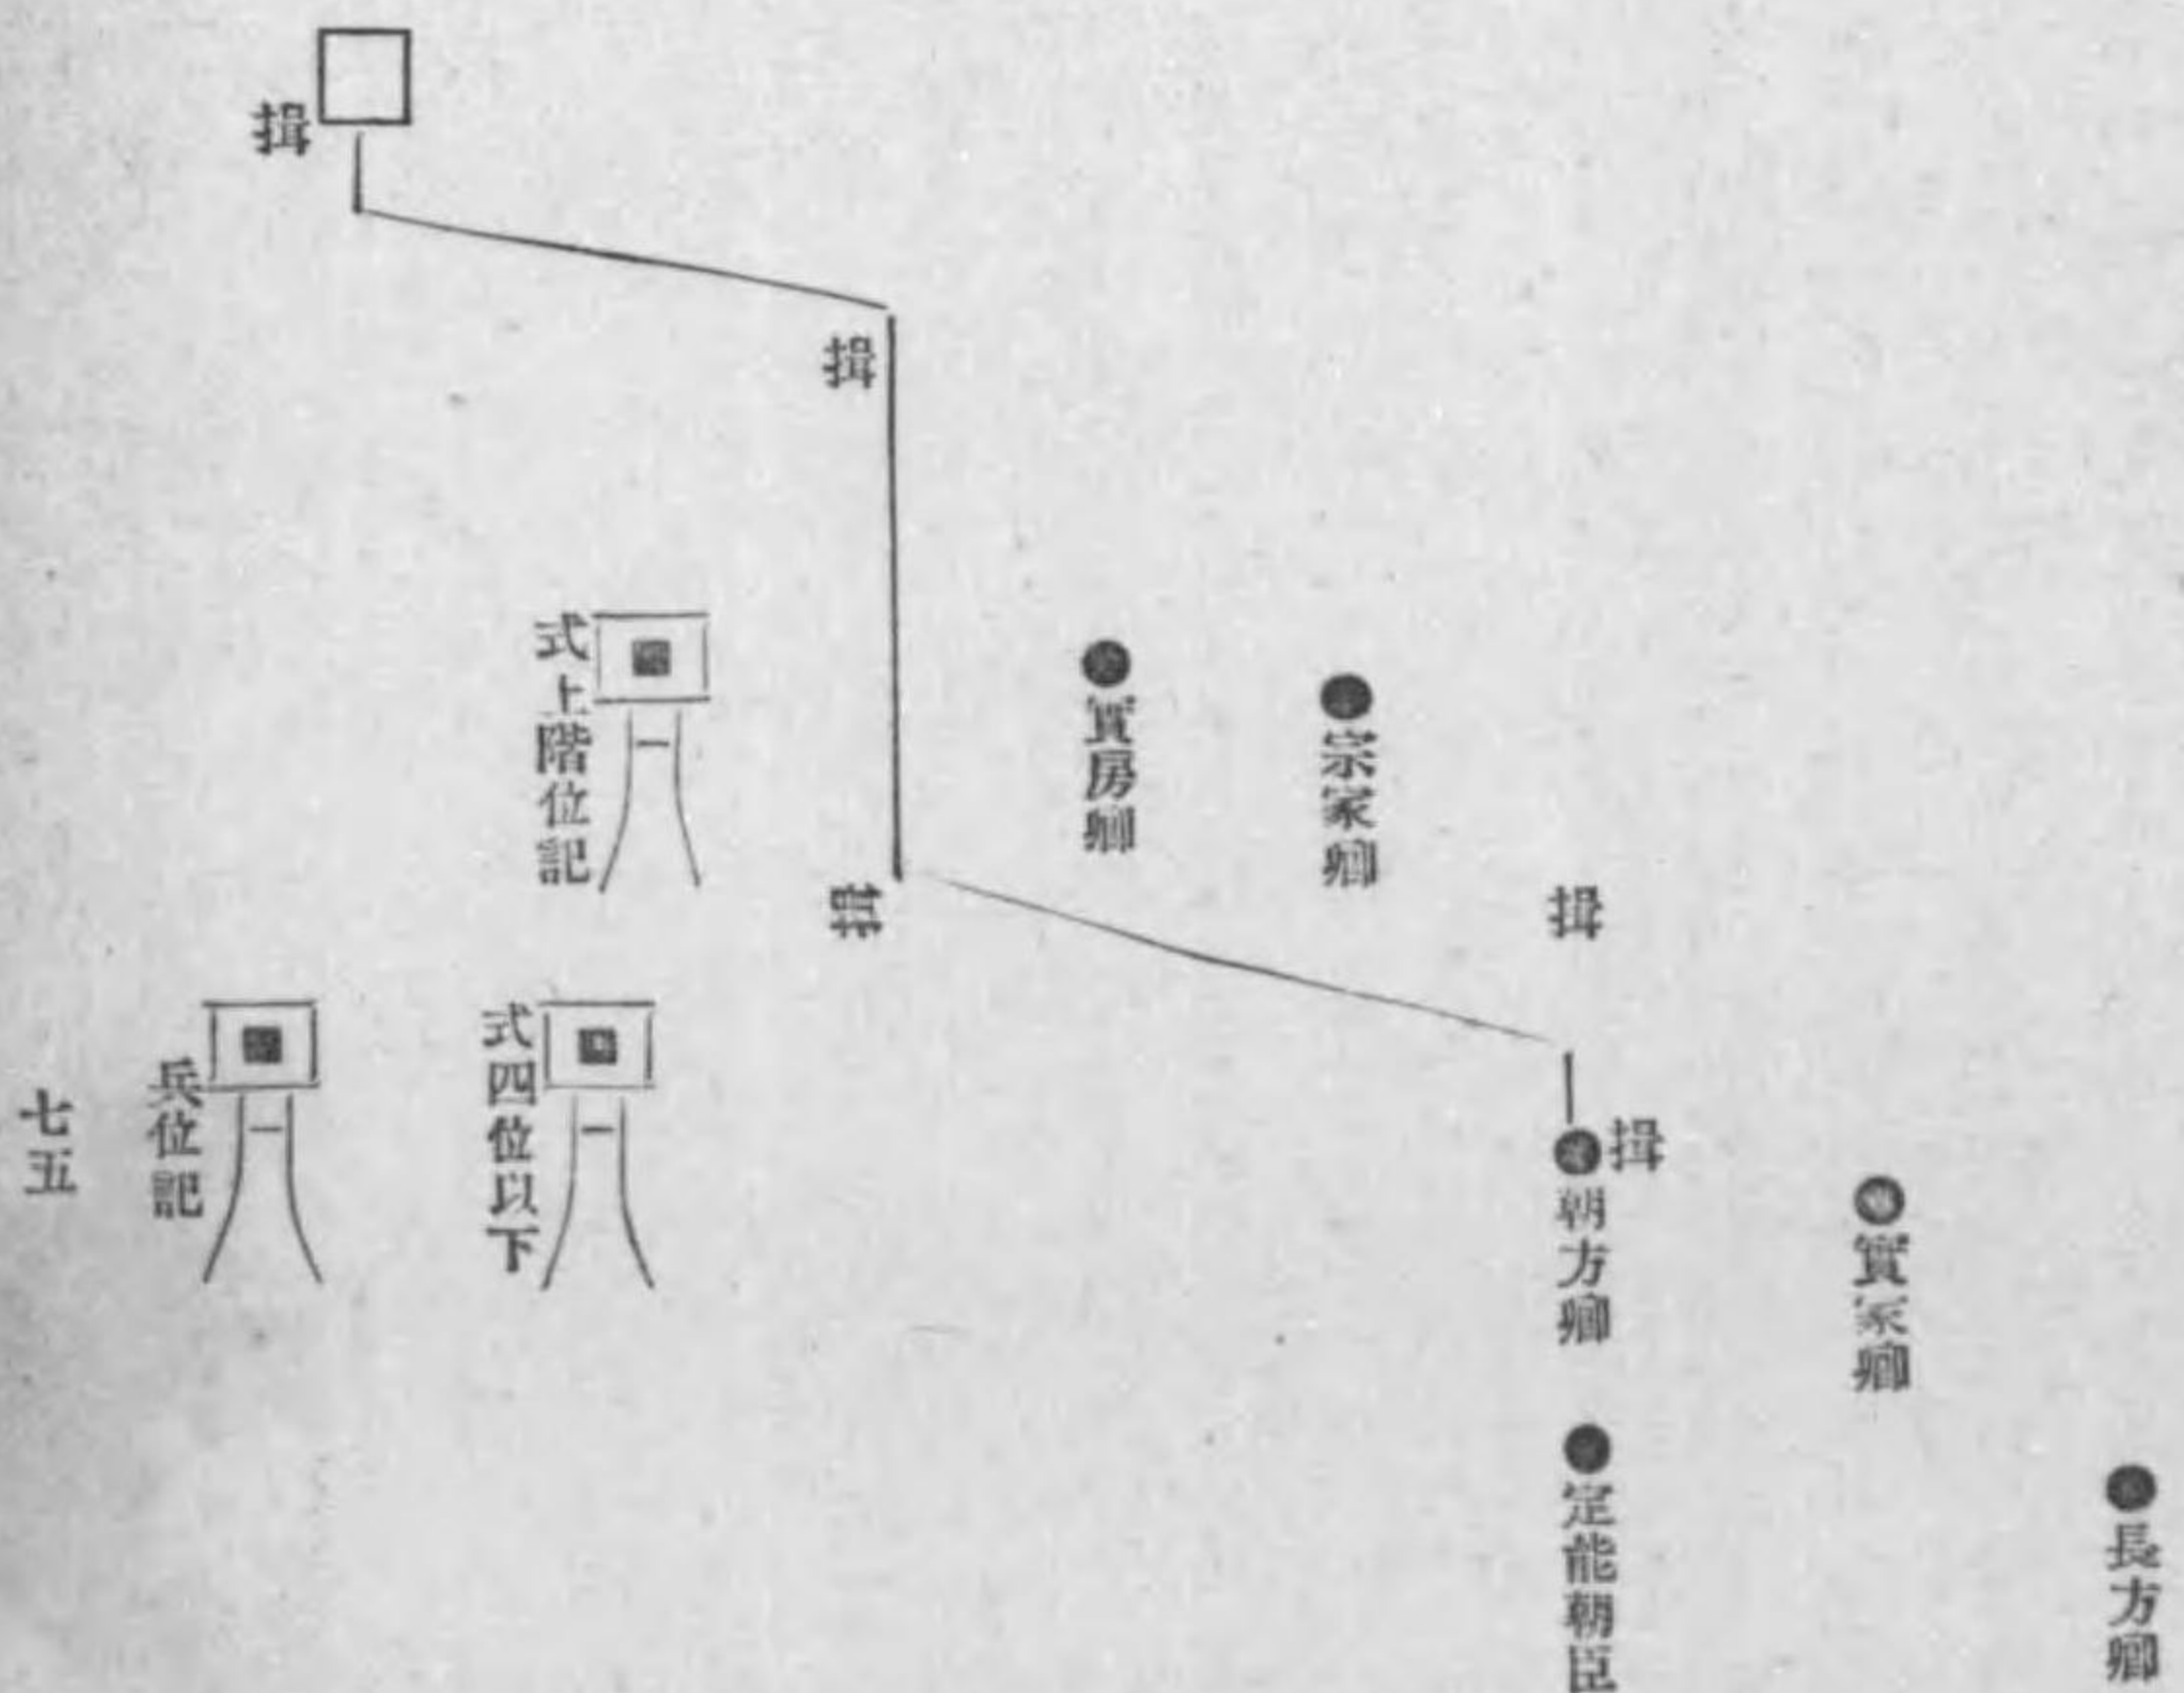 長方卿
實家卿
揖
揖
朝方卿
定能朝臣
宗家卿
實房卿
揖
揖
式上階位記
式四位以下
揖
兵位記
七五